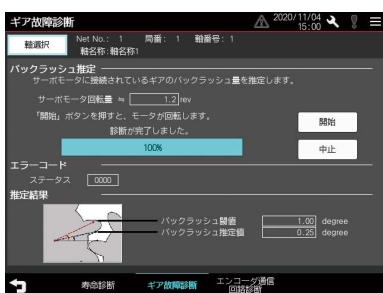 ギア故障診断
2020/11/04
15:00
軸選択
Net No.: 1 局番: 1 軸番号: 1
軸名称:軸名称1
バックラッシュ推定
サーボモータに接続されているギアのバックラッシュ量を推定します。
サーボモータ回転量 ≒ 1.2 rev
「開始」ボタンを押すと、モータが回転します。
開始
診断が完了しました。
100%
中止
エラーコード
ステータス 0000
推定結果
バックラッシュ閾値 1.00 degree
バックラッシュ推定値 0.25 degree
寿命診断
ギア故障診断
エンコーダ通信
回路診断